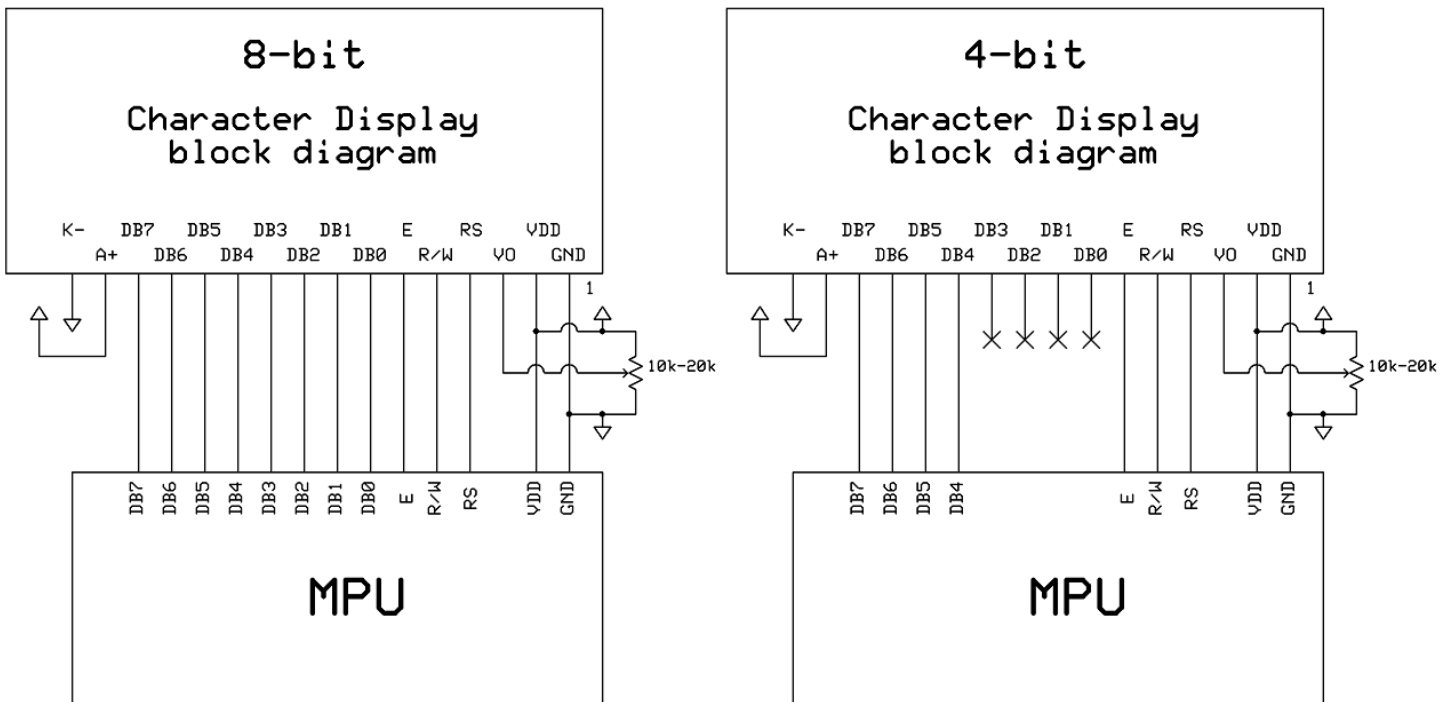 8-bit
Character Display
block diagram
K- DB7 DB5 DB3 DB1 E RS VDD
A+ DB6 DB4 DB2 DB0 R/W VO GND
1
10k-20k
DB7 DB6 DB5 DB4 DB3 DB2 DB1 DB0 E R/W RS VDD GND
MPU
4-bit
Character Display
block diagram
K- DB7 DB5 DB3 DB1 E RS VDD
A+ DB6 DB4 DB2 DB0 R/W VO GND
1
10k-20k
DB7 DB6 DB5 DB4 E R/W RS VDD GND
MPU